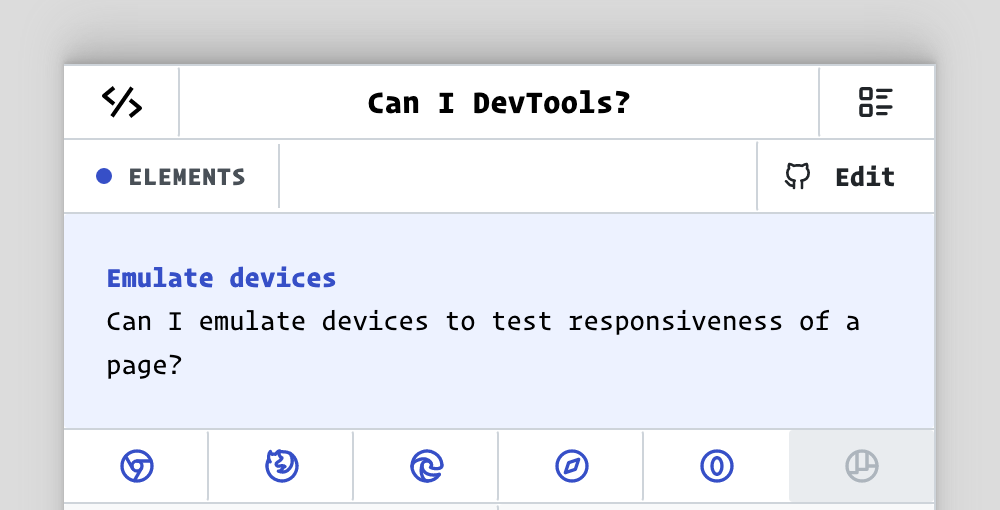 Can I DevTools?
ELEMENTS
Edit
Emulate devices
Can I emulate devices to test responsiveness of a
page?